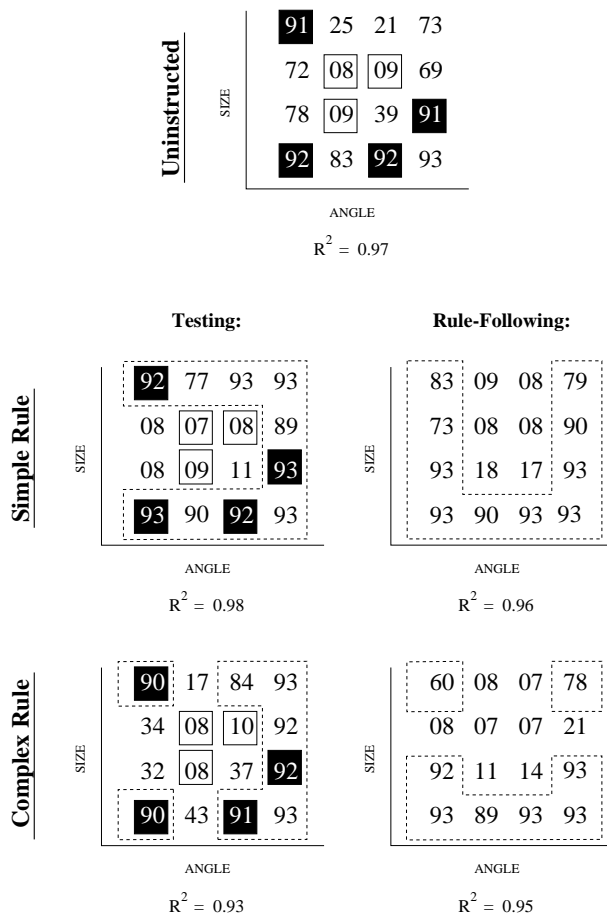 Uninstructed
SIZE
91 25 21 73
72 08 09 69
78 09 39 91
92 83 92 93
ANGLE
R² = 0.97
Testing:
Rule-Following:
Simple Rule
SIZE
92 77 93 93
08 07 08 89
08 09 11 93
93 90 92 93
ANGLE
R² = 0.98
SIZE
83 09 08 79
73 08 08 90
93 18 17 93
93 90 93 93
ANGLE
R² = 0.96
Complex Rule
SIZE
90 17 84 93
34 08 10 92
32 08 37 92
90 43 91 93
ANGLE
R² = 0.93
SIZE
60 08 07 78
08 07 07 21
92 11 14 93
93 89 93 93
ANGLE
R² = 0.95